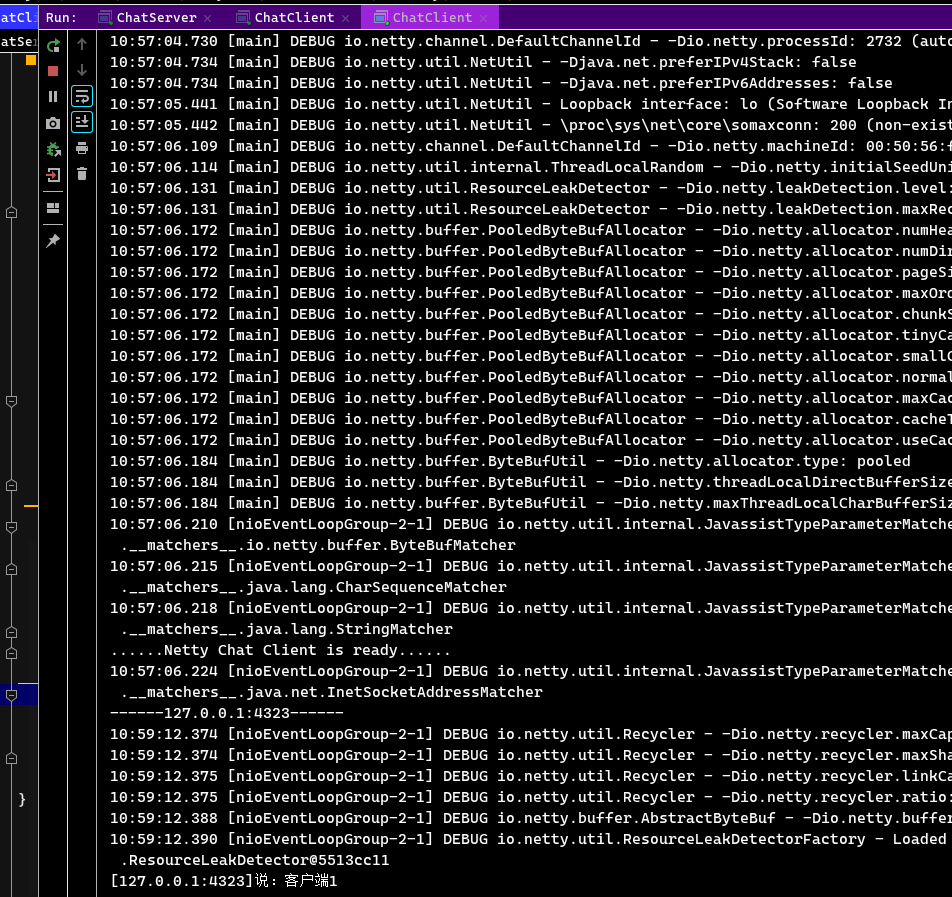 atCli
Run: ChatServer × ChatClient × ChatClient ×
atSer
10:57:04.730 [main] DEBUG io.netty.channel.DefaultChannelId - -Dio.netty.processId: 2732 (auto
10:57:04.734 [main] DEBUG io.netty.util.NetUtil - -Djava.net.preferIPv4Stack: false
10:57:04.734 [main] DEBUG io.netty.util.NetUtil - -Djava.net.preferIPv6Addresses: false
10:57:05.441 [main] DEBUG io.netty.util.NetUtil - Loopback interface: lo (Software Loopback In
10:57:05.442 [main] DEBUG io.netty.util.NetUtil - \proc\sys\net\core\somaxconn: 200 (non-exist
10:57:06.109 [main] DEBUG io.netty.channel.DefaultChannelId - -Dio.netty.machineId: 00:50:56:f
10:57:06.114 [main] DEBUG io.netty.util.internal.ThreadLocalRandom - -Dio.netty.initialSeedUni
10:57:06.131 [main] DEBUG io.netty.util.ResourceLeakDetector - -Dio.netty.leakDetection.level:
10:57:06.131 [main] DEBUG io.netty.util.ResourceLeakDetector - -Dio.netty.leakDetection.maxRec
10:57:06.172 [main] DEBUG io.netty.buffer.PooledByteBufAllocator - -Dio.netty.allocator.numHea
10:57:06.172 [main] DEBUG io.netty.buffer.PooledByteBufAllocator - -Dio.netty.allocator.numDir
10:57:06.172 [main] DEBUG io.netty.buffer.PooledByteBufAllocator - -Dio.netty.allocator.pageSi
10:57:06.172 [main] DEBUG io.netty.buffer.PooledByteBufAllocator - -Dio.netty.allocator.maxOrd
10:57:06.172 [main] DEBUG io.netty.buffer.PooledByteBufAllocator - -Dio.netty.allocator.chunkS
10:57:06.172 [main] DEBUG io.netty.buffer.PooledByteBufAllocator - -Dio.netty.allocator.tinyCa
10:57:06.172 [main] DEBUG io.netty.buffer.PooledByteBufAllocator - -Dio.netty.allocator.smallC
10:57:06.172 [main] DEBUG io.netty.buffer.PooledByteBufAllocator - -Dio.netty.allocator.normal
10:57:06.172 [main] DEBUG io.netty.buffer.PooledByteBufAllocator - -Dio.netty.allocator.maxCac
10:57:06.172 [main] DEBUG io.netty.buffer.PooledByteBufAllocator - -Dio.netty.allocator.cacheT
10:57:06.172 [main] DEBUG io.netty.buffer.PooledByteBufAllocator - -Dio.netty.allocator.useCac
10:57:06.184 [main] DEBUG io.netty.buffer.ByteBufUtil - -Dio.netty.allocator.type: pooled
10:57:06.184 [main] DEBUG io.netty.buffer.ByteBufUtil - -Dio.netty.threadLocalDirectBufferSize
10:57:06.184 [main] DEBUG io.netty.buffer.ByteBufUtil - -Dio.netty.maxThreadLocalCharBufferSiz
10:57:06.210 [nioEventLoopGroup-2-1] DEBUG io.netty.util.internal.JavassistTypeParameterMatche
.__matchers__.io.netty.buffer.ByteBufMatcher
10:57:06.215 [nioEventLoopGroup-2-1] DEBUG io.netty.util.internal.JavassistTypeParameterMatche
.__matchers__.java.lang.CharSequenceMatcher
10:57:06.218 [nioEventLoopGroup-2-1] DEBUG io.netty.util.internal.JavassistTypeParameterMatche
.__matchers__.java.lang.StringMatcher
......Netty Chat Client is ready......
10:57:06.224 [nioEventLoopGroup-2-1] DEBUG io.netty.util.internal.JavassistTypeParameterMatche
.__matchers__.java.net.InetSocketAddressMatcher
------127.0.0.1:4323------
10:59:12.374 [nioEventLoopGroup-2-1] DEBUG io.netty.util.Recycler - -Dio.netty.recycler.maxCap
10:59:12.374 [nioEventLoopGroup-2-1] DEBUG io.netty.util.Recycler - -Dio.netty.recycler.maxSha
10:59:12.375 [nioEventLoopGroup-2-1] DEBUG io.netty.util.Recycler - -Dio.netty.recycler.linkCa
10:59:12.375 [nioEventLoopGroup-2-1] DEBUG io.netty.util.Recycler - -Dio.netty.recycler.ratio:
}
10:59:12.388 [nioEventLoopGroup-2-1] DEBUG io.netty.buffer.AbstractByteBuf - -Dio.netty.buffer
10:59:12.390 [nioEventLoopGroup-2-1] DEBUG io.netty.util.ResourceLeakDetectorFactory - Loaded
.ResourceLeakDetector@5513cc11
[127.0.0.1:4323]说：客户端1